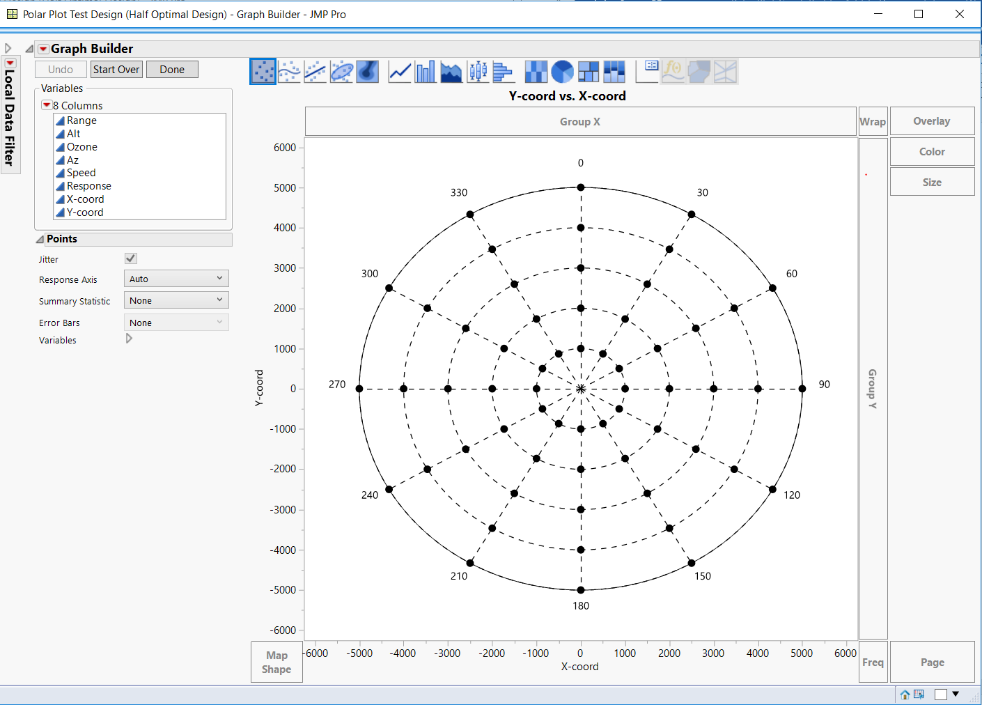 Polar Plot Test Design (Half Optimal Design) - Graph Builder - JMP Pro
Local Data Filter
Graph Builder
Undo Start Over Done
Variables
8 Columns
Range
Alt
Ozone
Az
Speed
Response
X-coord
Y-coord
Points
Jitter
Response Axis Auto
Summary Statistic None
Error Bars None
Variables
Y-coord vs. X-coord
Group X
Wrap
Overlay
Color
Size
Group Y
Y-coord
6000
5000
4000
3000
2000
1000
0
-1000
-2000
-3000
-4000
-5000
-6000
0
30
60
90
120
150
180
210
240
270
300
330
-6000 -5000 -4000 -3000 -2000 -1000 0 1000 2000 3000 4000 5000 6000
X-coord
Map
Shape
Freq
Page